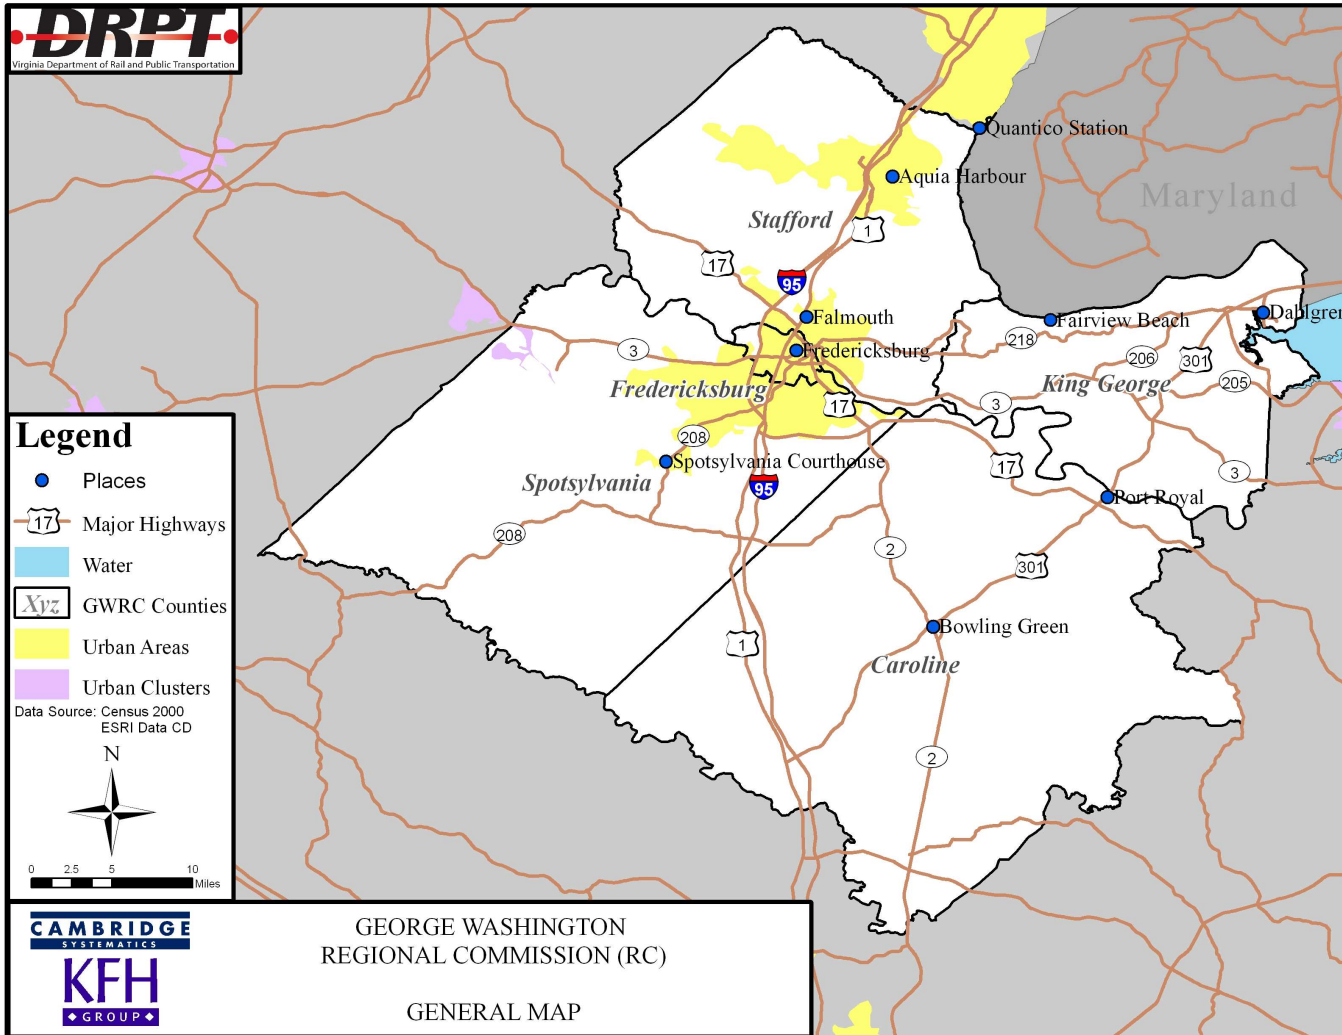 DRPT
Virginia Department of Rail and Public Transportation
Quantico Station
Aquia Harbour
Maryland
Stafford
1
17
95
Falmouth
Fairview Beach
Dahlgren
Fredericksburg
218
3
206
301
King George
205
Fredericksburg
17
3
208
Spotsylvania Courthouse
17
3
Spotsylvania
95
Port Royal
208
2
301
Bowling Green
1
Caroline
2
Legend
Places
17 Major Highways
Water
Xyz GWRC Counties
Urban Areas
Urban Clusters
Data Source: Census 2000
ESRI Data CD
N
0 2.5 5 10
Miles
CAMBRIDGE
SYSTEMATICS
KFH
GROUP
GEORGE WASHINGTON
REGIONAL COMMISSION (RC)
GENERAL MAP